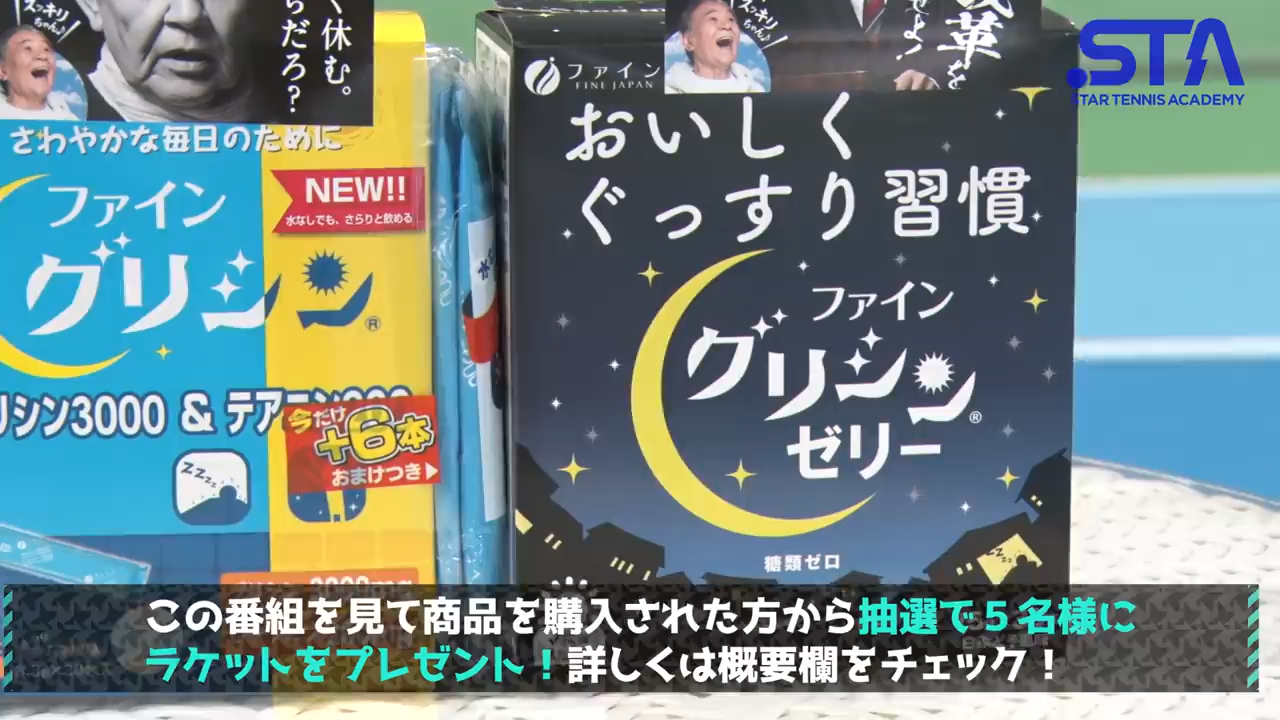 く休む。
らだろ？
スッキリ
ちゃん♪
さわやかな毎日のために
ファイン
グリシン
®
NEW!!
水なしでも、さらりと飲める
リシン3000 & テアニン200
今だけ
+6本
おまけつき
zzzz
ファイン
FINE JAPAN
スッキリ
ちゃん♪
改革を
せよ！
おいしく
ぐっすり習慣
ファイン
グリシン
®
ゼリー
糖類ゼロ
STA
STAR TENNIS ACADEMY
この番組を見て商品を購入された方から抽選で５名様に
ラケットをプレゼント！詳しくは概要欄をチェック！